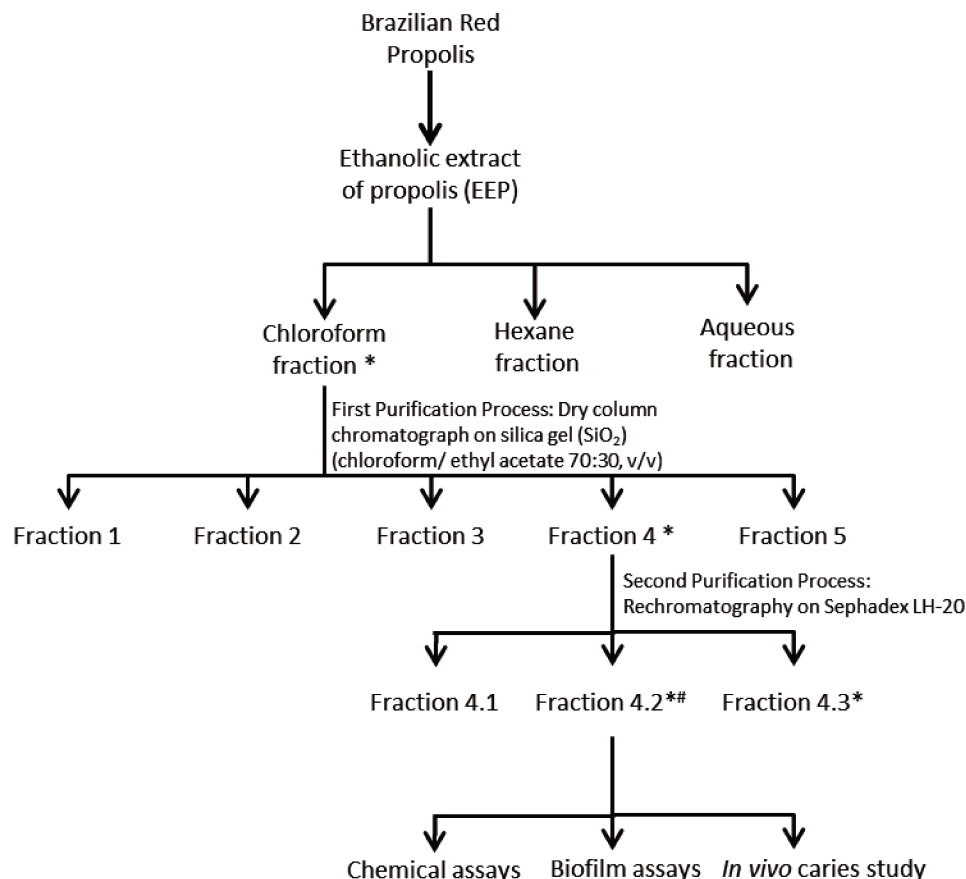 Brazilian Red
Propolis
Ethanolic extract
of propolis (EEP)
Chloroform
fraction *
Hexane
fraction
Aqueous
fraction
First Purification Process: Dry column
chromatograph on silica gel (SiO₂)
(chloroform/ ethyl acetate 70:30, v/v)
Fraction 1
Fraction 2
Fraction 3
Fraction 4 *
Fraction 5
Second Purification Process:
Rechromatography on Sephadex LH-20
Fraction 4.1
Fraction 4.2*#
Fraction 4.3*
Chemical assays
Biofilm assays
In vivo caries study